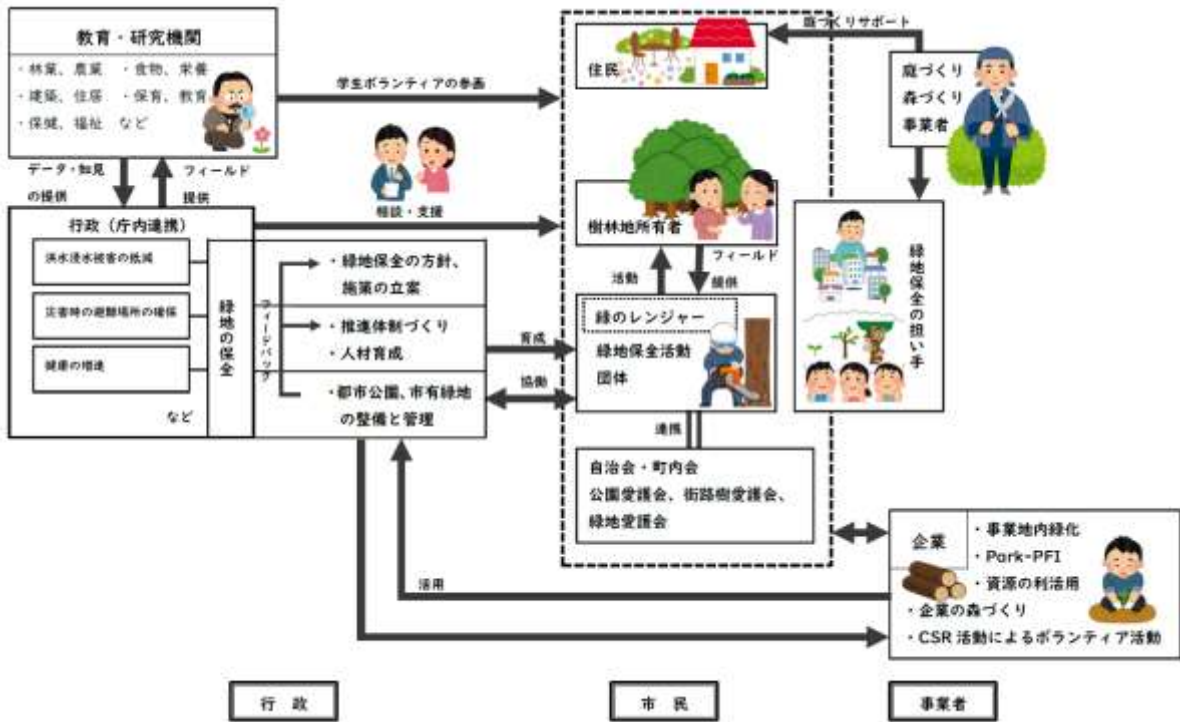 教育・研究機関
・林業、農業　・食物、栄養
・建築、住居　・保育、教育
・保健、福祉　など
データ・知見
の提供
フィールド
提供
学生ボランティアの参画
相談・支援
行政（庁内連携）
洪水浸水被害の低減
災害時の避難場所の確保
健康の増進
など
緑地の保全
フィードバック
・緑地保全の方針、
施策の立案
・推進体制づくり
・人材育成
・都市公園、市有緑地
の整備と管理
育成
協働
住民
樹林地所有者
活動
フィールド
提供
緑のレンジャー
緑地保全活動
団体
連携
自治会・町内会
公園愛護会、街路樹愛護会、
緑地愛護会
庭づくりサポート
庭づくり
森づくり
事業者
緑地保全の担い手
企業
・事業地内緑化
・Park-PFI
・資源の利活用
・企業の森づくり
・CSR 活動によるボランティア活動
活用
行　政
市　民
事業者